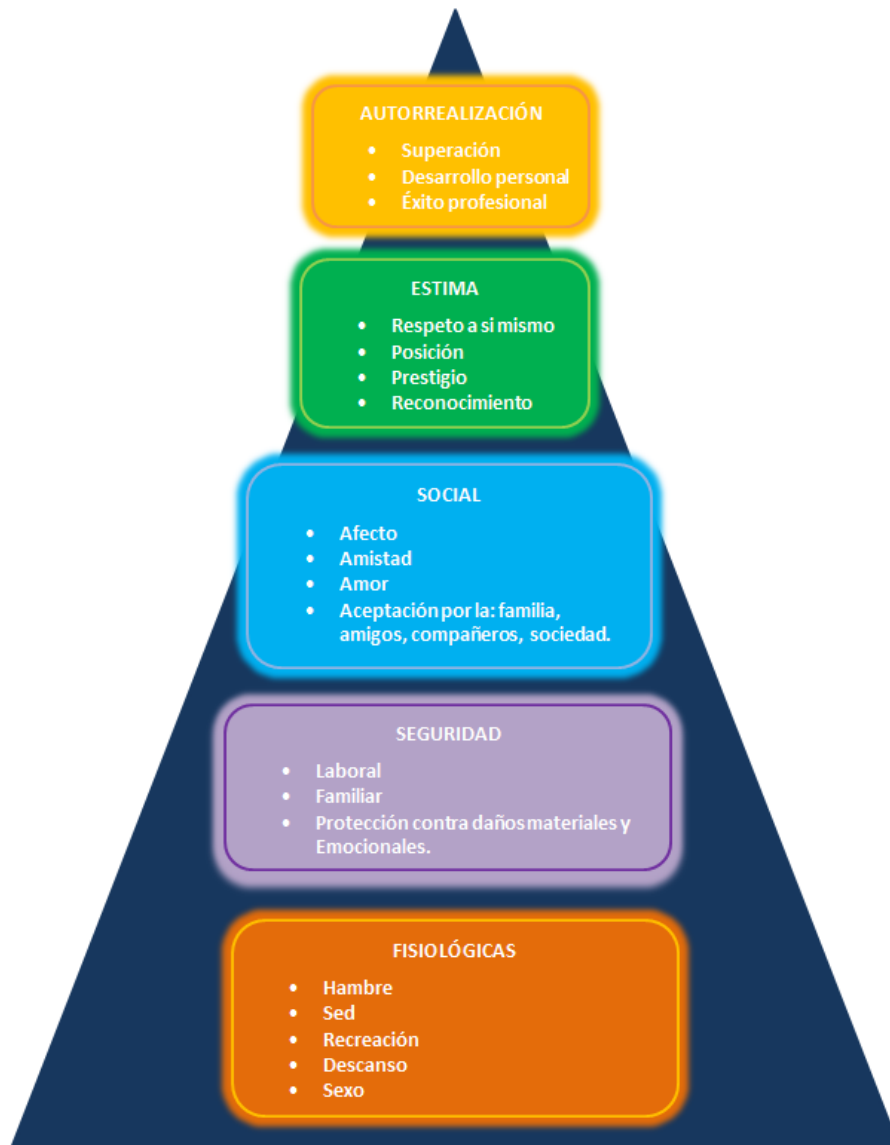 AUTORREALIZACIÓN
• Superación
• Desarrollo personal
• Éxito profesional
ESTIMA
• Respeto a si mismo
• Posición
• Prestigio
• Reconocimiento
SOCIAL
• Afecto
• Amistad
• Amor
• Aceptación por la: familia,
amigos, compañeros, sociedad.
SEGURIDAD
• Laboral
• Familiar
• Protección contra daños materiales y
Emocionales.
FISIOLÓGICAS
• Hambre
• Sed
• Recreación
• Descanso
• Sexo